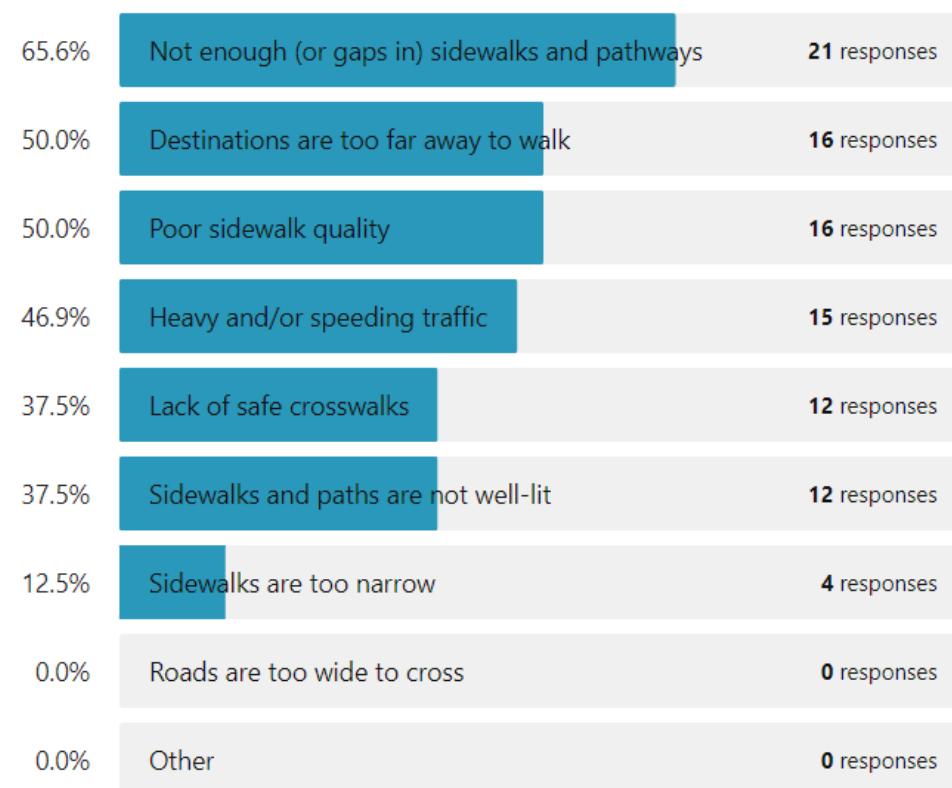 65.6% Not enough (or gaps in) sidewalks and pathways 21 responses
50.0% Destinations are too far away to walk 16 responses
50.0% Poor sidewalk quality 16 responses
46.9% Heavy and/or speeding traffic 15 responses
37.5% Lack of safe crosswalks 12 responses
37.5% Sidewalks and paths are not well-lit 12 responses
12.5% Sidewalks are too narrow 4 responses
0.0% Roads are too wide to cross 0 responses
0.0% Other 0 responses